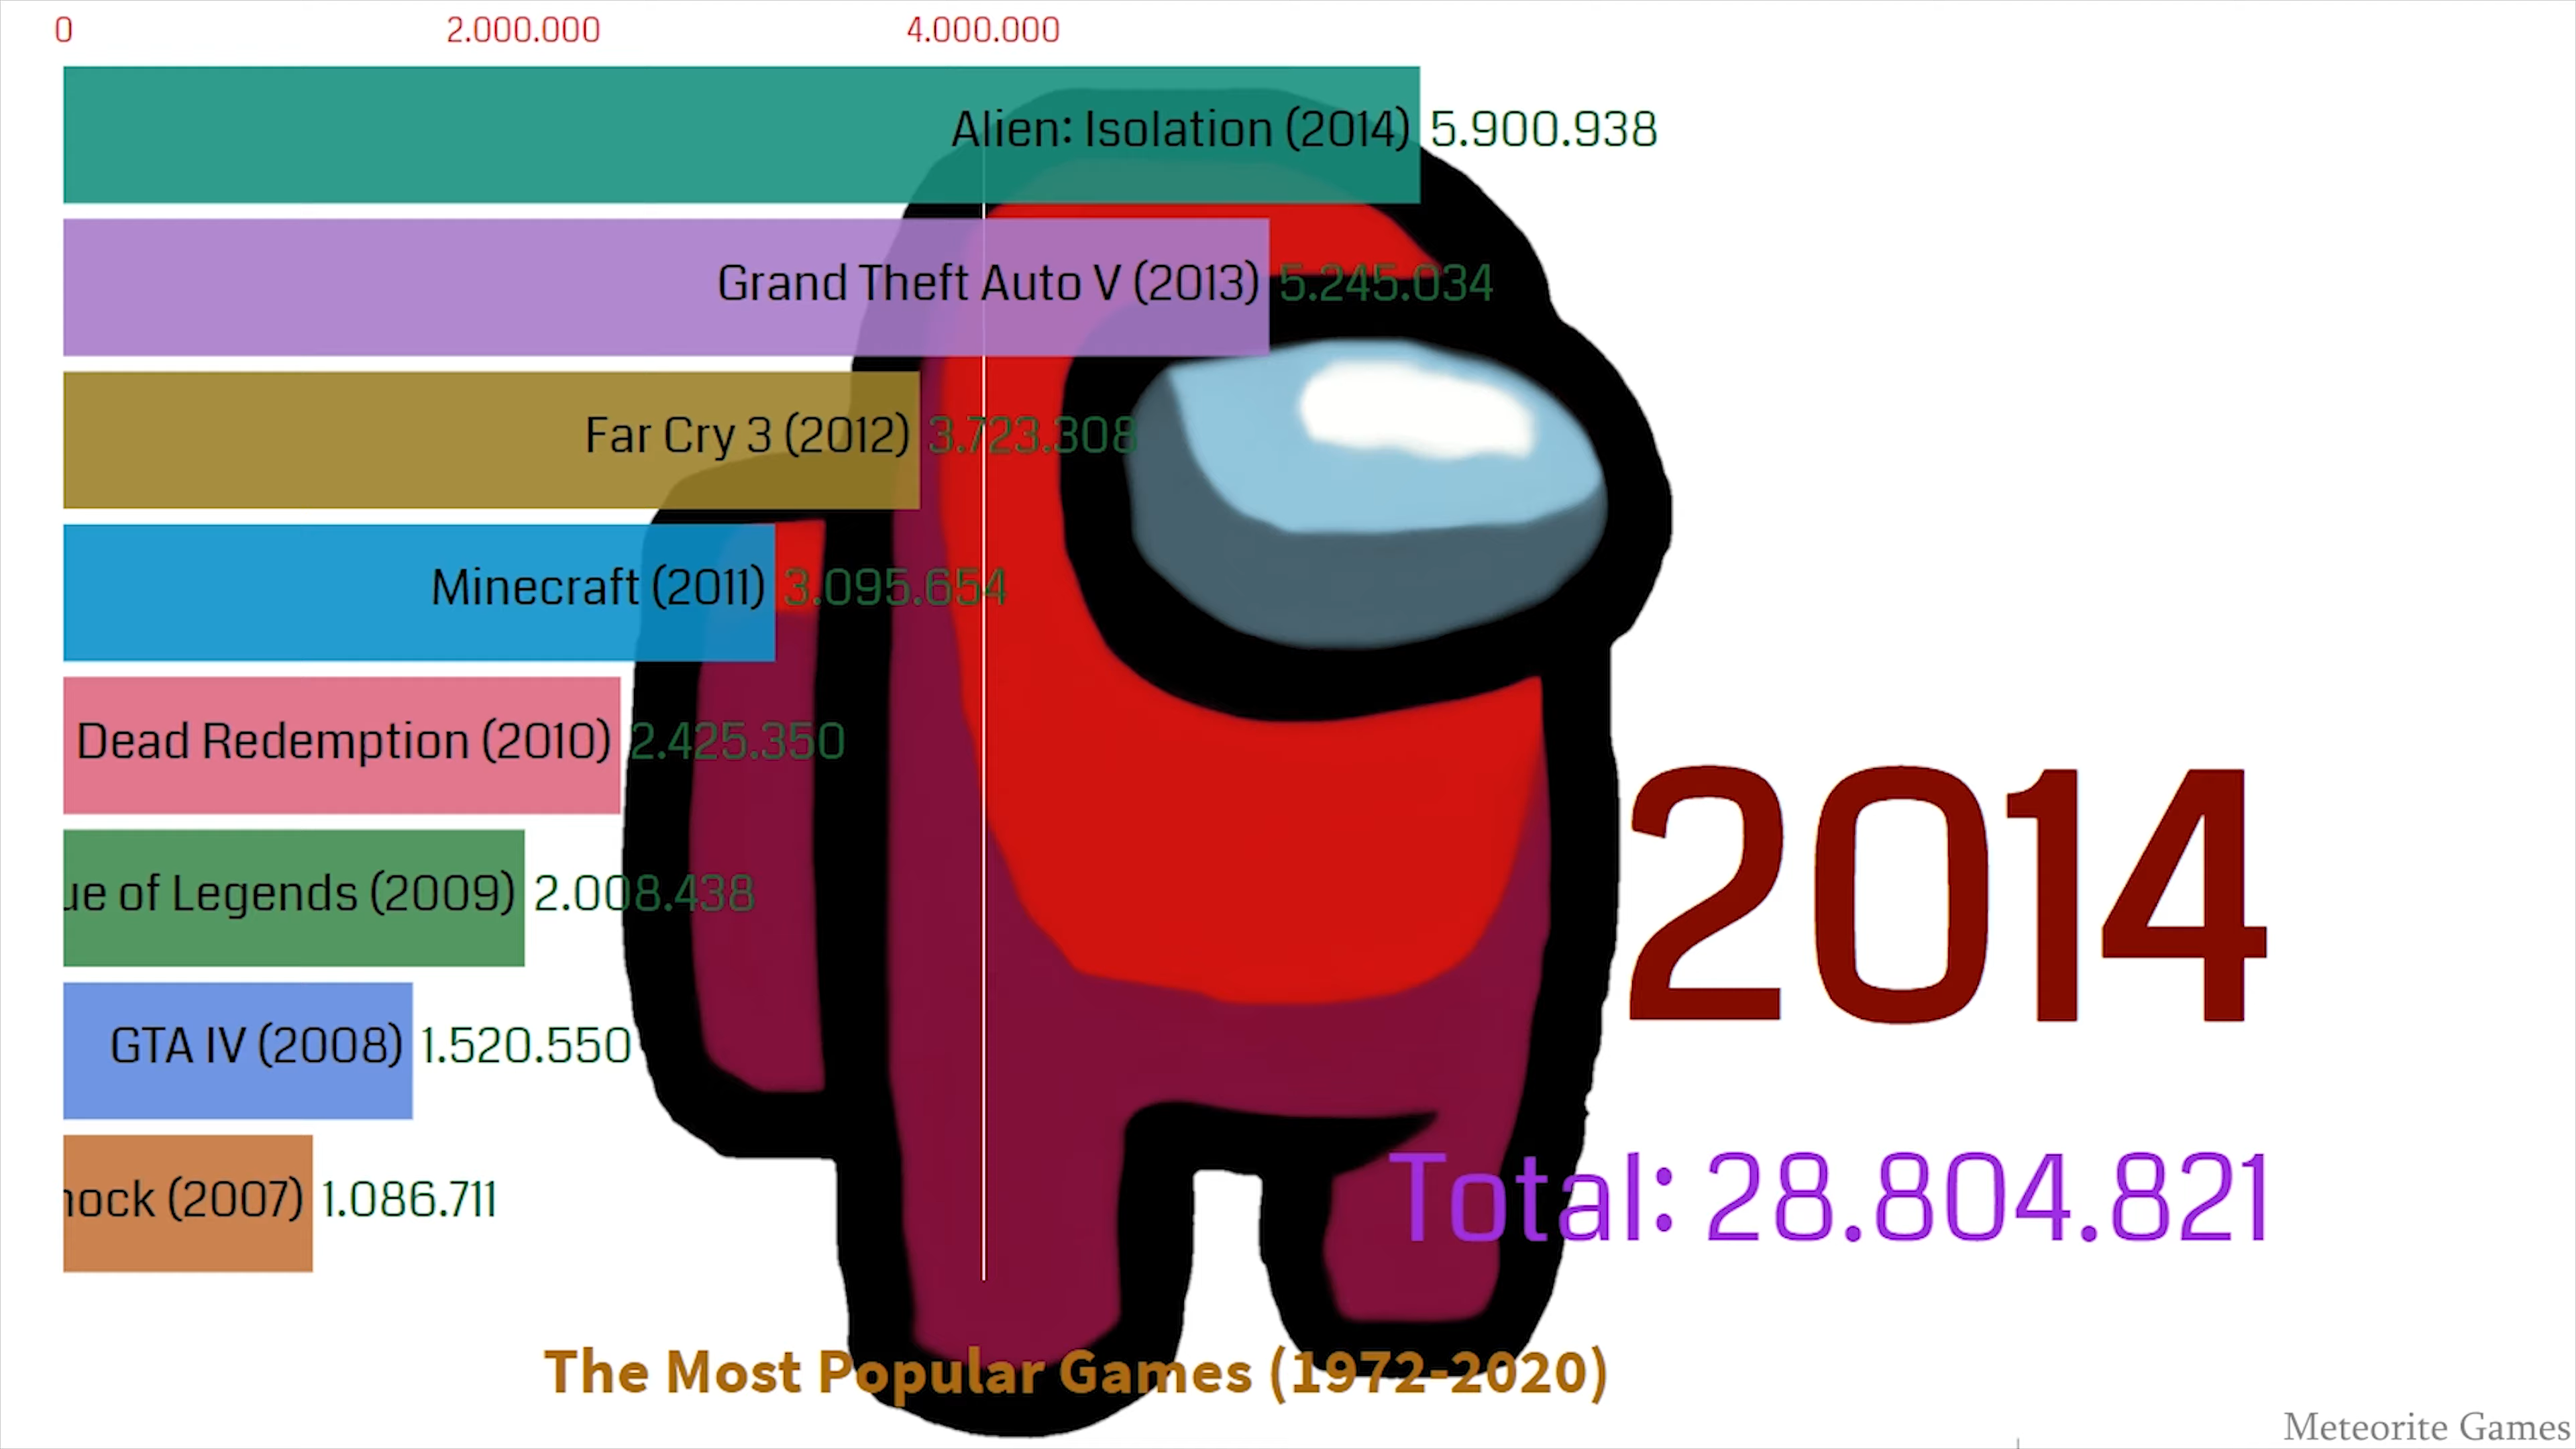 0 2.000.000 4.000.000
Alien: Isolation (2014) 5.900.938
Grand Theft Auto V (2013) 5.245.034
Far Cry 3 (2012) 3.723.308
Minecraft (2011) 3.095.654
Dead Redemption (2010) 2.425.350
ue of Legends (2009) 2.008.438
GTA IV (2008) 1.520.550
hock (2007) 1.086.711
2014
Total: 28.804.821
The Most Popular Games (1972-2020)
Meteorite Games